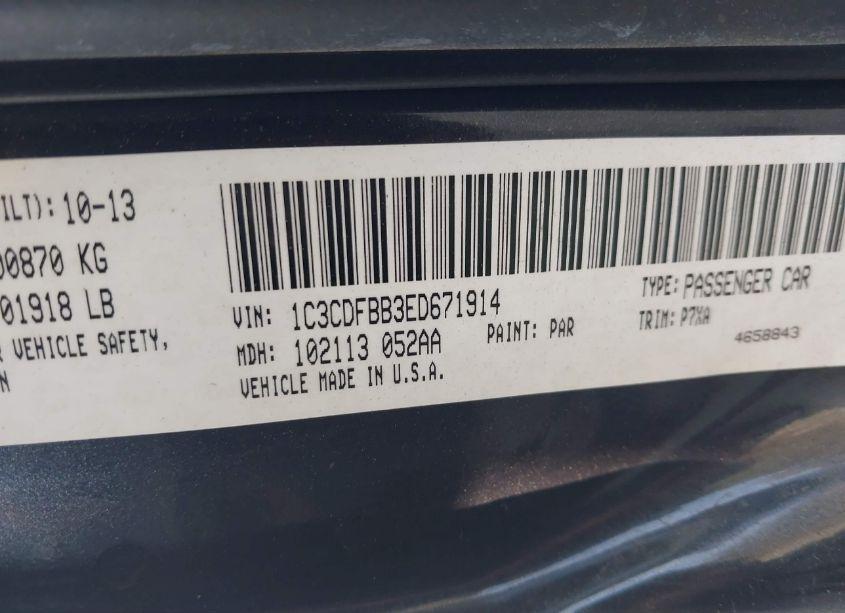 ILT): 10-13
00870 KG
01918 LB
VEHICLE SAFETY,
N
VIN: 1C3CDFBB3ED671914
MDH: 102113 052AA
VEHICLE MADE IN U.S.A.
PAINT: PAR
TYPE: PASSENGER CAR
TRIM: P7XA
4658843